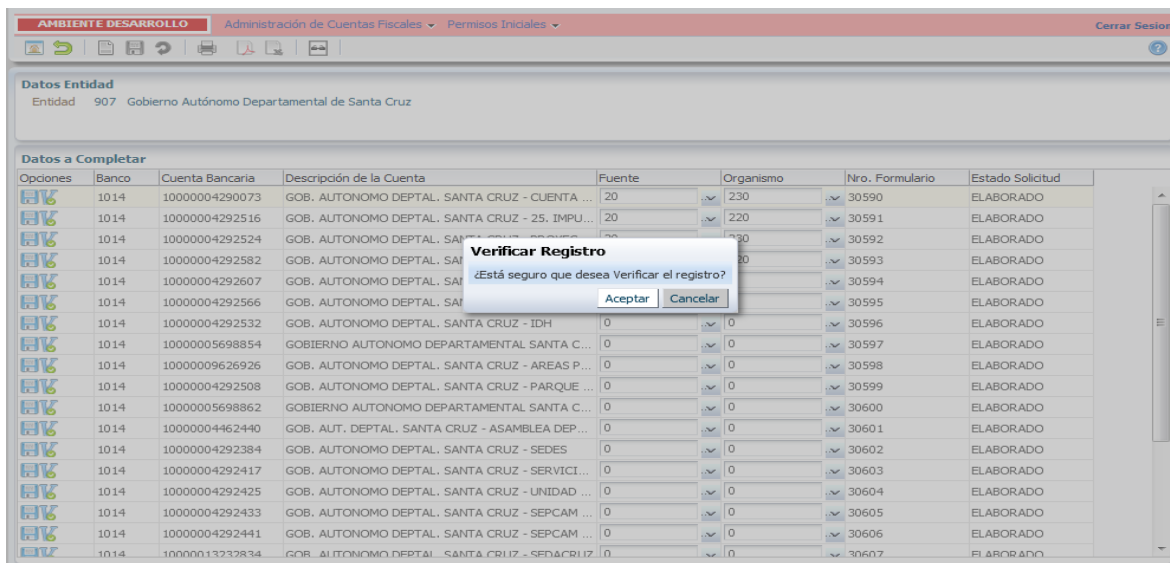 AMBIENTE DESARROLLO Administración de Cuentas Fiscales Permisos Iniciales Cerrar Sesion
Datos Entidad
Entidad 907 Gobierno Autónomo Departamental de Santa Cruz
Datos a Completar
Opciones Banco Cuenta Bancaria Descripción de la Cuenta Fuente Organismo Nro. Formulario Estado Solicitud
1014 10000004290073 GOB. AUTONOMO DEPTAL. SANTA CRUZ - CUENTA ... 20 230 30590 ELABORADO
1014 10000004292516 GOB. AUTONOMO DEPTAL. SANTA CRUZ - 25. IMPU... 20 220 30591 ELABORADO
1014 10000004292524 GOB. AUTONOMO DEPTAL. 30592 ELABORADO
1014 10000004292582 GOB. AUTONOMO DEPTAL. 30593 ELABORADO
1014 10000004292607 GOB. AUTONOMO DEPTAL. 30594 ELABORADO
1014 10000004292566 GOB. AUTONOMO DEPTAL. 30595 ELABORADO
Verificar Registro
¿Está seguro que desea Verificar el registro?
Aceptar Cancelar
1014 10000004292532 GOB. AUTONOMO DEPTAL. SANTA CRUZ - IDH 0 0 30596 ELABORADO
1014 10000005698854 GOBIERNO AUTONOMO DEPARTAMENTAL SANTA C... 0 0 30597 ELABORADO
1014 10000009626926 GOB. AUTONOMO DEPTAL. SANTA CRUZ - AREAS P... 0 0 30598 ELABORADO
1014 10000004292508 GOB. AUTONOMO DEPTAL. SANTA CRUZ - PARQUE ... 0 0 30599 ELABORADO
1014 10000005698862 GOBIERNO AUTONOMO DEPARTAMENTAL SANTA C... 0 0 30600 ELABORADO
1014 10000004462440 GOB. AUT. DEPTAL. SANTA CRUZ - ASAMBLEA DEP... 0 0 30601 ELABORADO
1014 10000004292384 GOB. AUTONOMO DEPTAL. SANTA CRUZ - SEDES 0 0 30602 ELABORADO
1014 10000004292417 GOB. AUTONOMO DEPTAL. SANTA CRUZ - SERVICI... 0 0 30603 ELABORADO
1014 10000004292425 GOB. AUTONOMO DEPTAL. SANTA CRUZ - UNIDAD ... 0 0 30604 ELABORADO
1014 10000004292433 GOB. AUTONOMO DEPTAL. SANTA CRUZ - SEPCAM ... 0 0 30605 ELABORADO
1014 10000004292441 GOB. AUTONOMO DEPTAL. SANTA CRUZ - SEPCAM ... 0 0 30606 ELABORADO
1014 10000013232834 GOB. AUTONOMO DEPTAL. SANTA CRUZ - SEDACRUZ 0 0 30607 ELABORADO